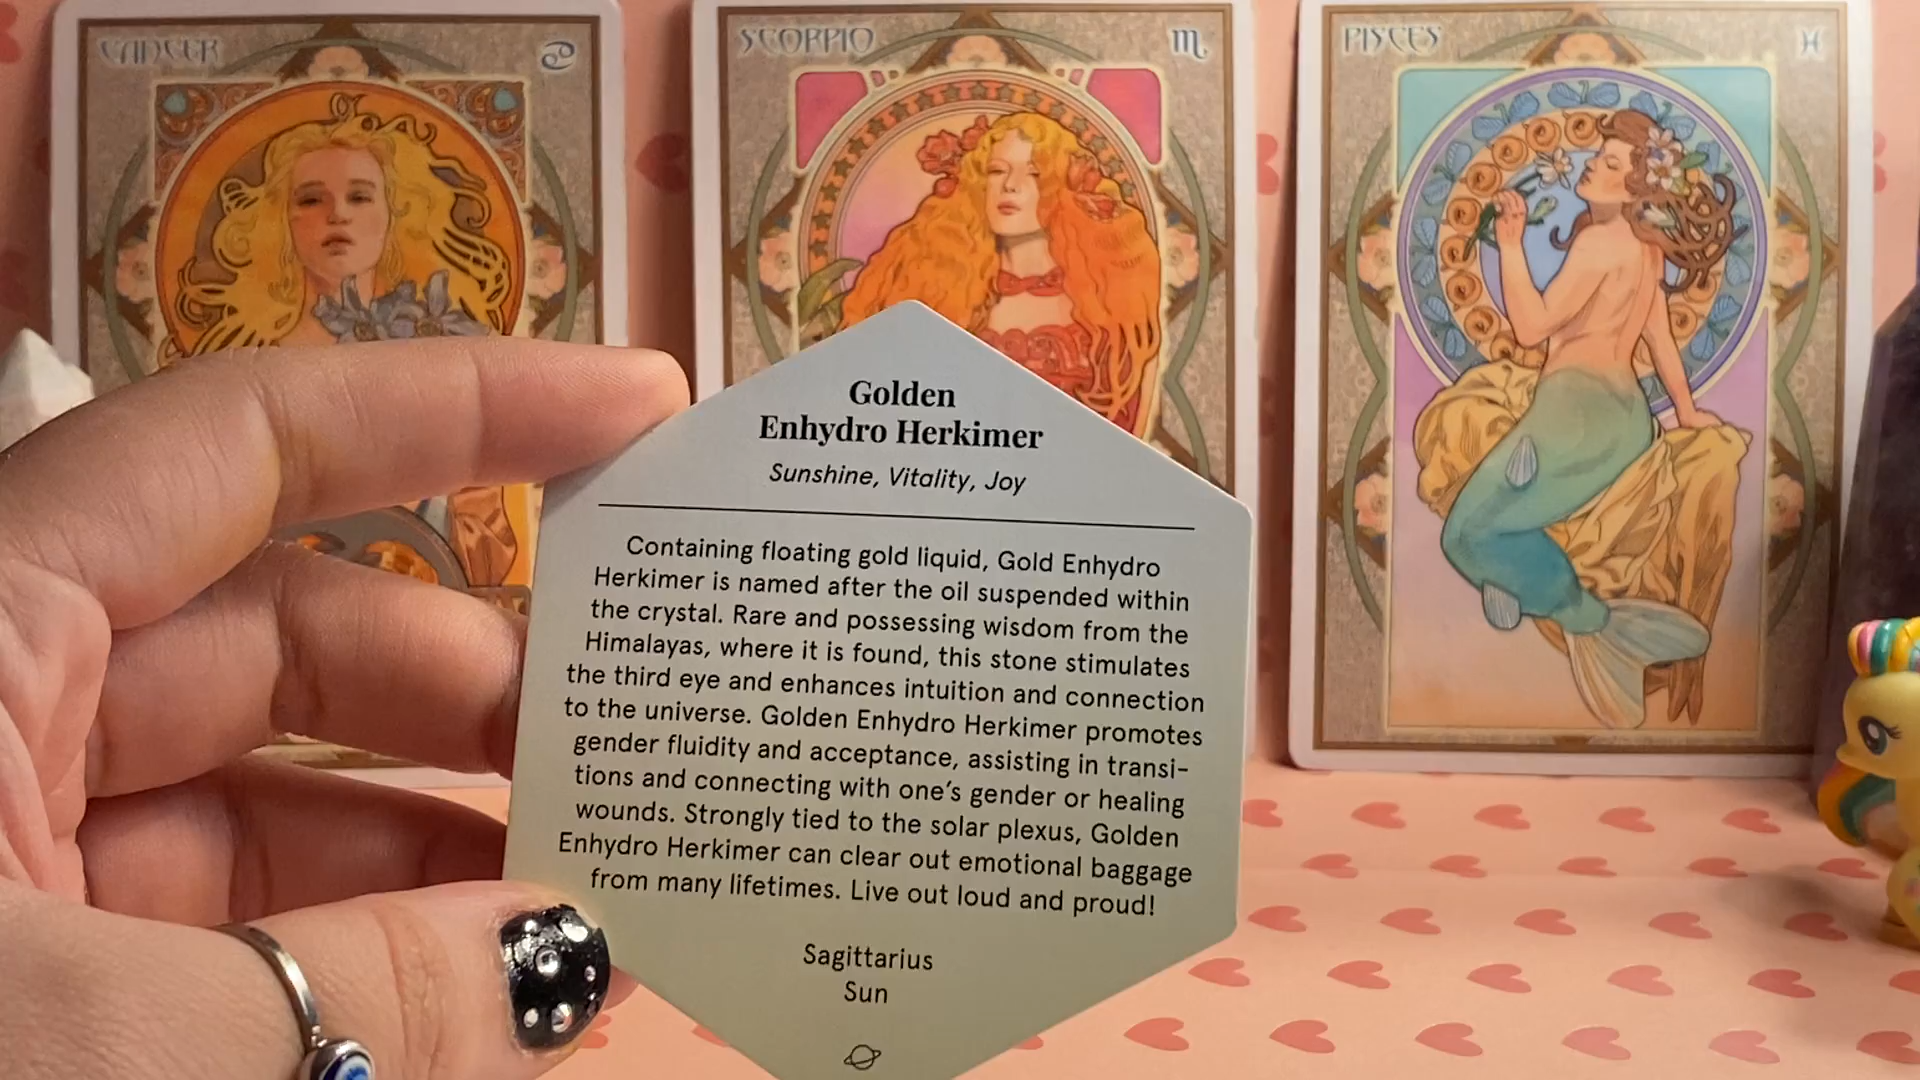 CANCER
SCORPIO
PISCES
Golden
Enhydro Herkimer
Sunshine, Vitality, Joy
Containing floating gold liquid, Gold Enhydro
Herkimer is named after the oil suspended within
the crystal. Rare and possessing wisdom from the
Himalayas, where it is found, this stone stimulates
the third eye and enhances intuition and connection
to the universe. Golden Enhydro Herkimer promotes
gender fluidity and acceptance, assisting in transi-
tions and connecting with one's gender or healing
wounds. Strongly tied to the solar plexus, Golden
Enhydro Herkimer can clear out emotional baggage
from many lifetimes. Live out loud and proud!
Sagittarius
Sun